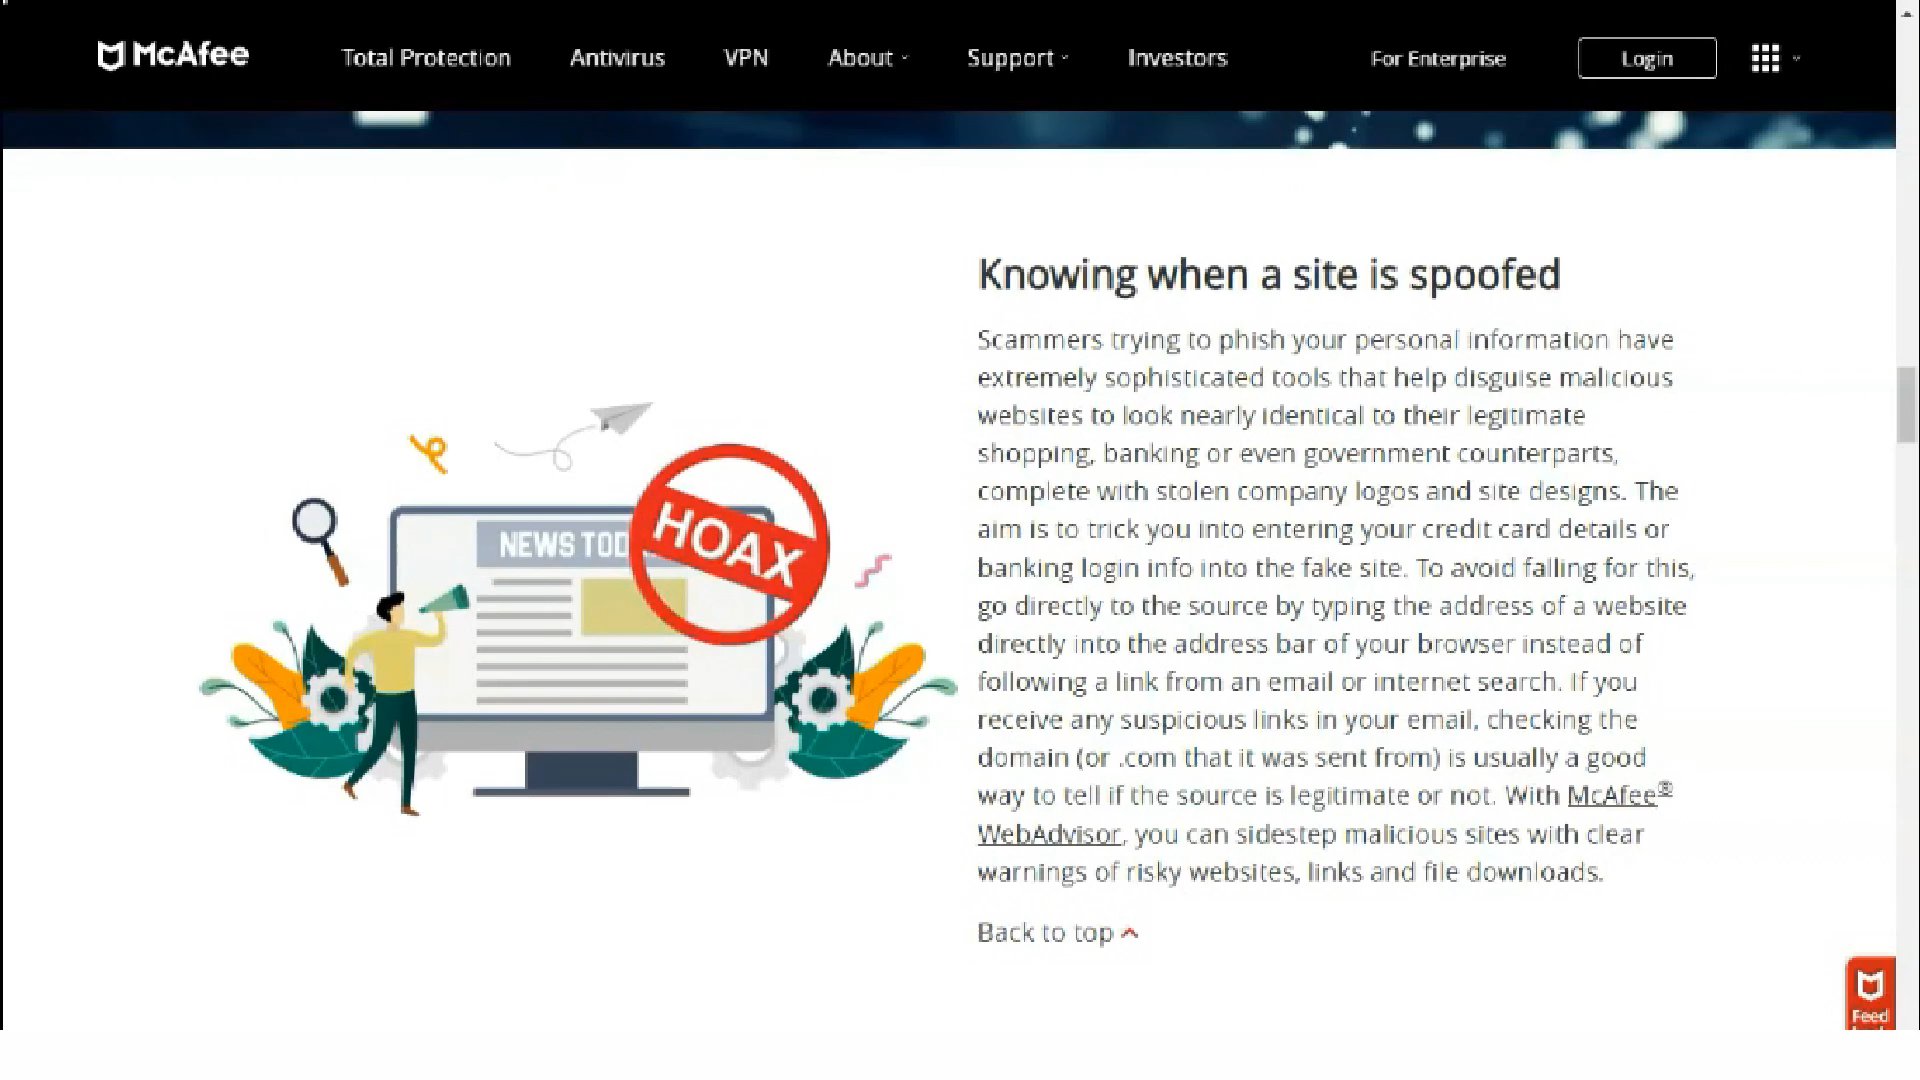 McAfee Total Protection Antivirus VPN About Support Investors For Enterprise Login
Knowing when a site is spoofed
Scammers trying to phish your personal information have
extremely sophisticated tools that help disguise malicious
websites to look nearly identical to their legitimate
shopping, banking or even government counterparts,
complete with stolen company logos and site designs. The
aim is to trick you into entering your credit card details or
banking login info into the fake site. To avoid falling for this,
go directly to the source by typing the address of a website
directly into the address bar of your browser instead of
following a link from an email or internet search. If you
receive any suspicious links in your email, checking the
domain (or .com that it was sent from) is usually a good
way to tell if the source is legitimate or not. With McAfee®
WebAdvisor, you can sidestep malicious sites with clear
warnings of risky websites, links and file downloads.
Back to top
NEWS TOD
HOAX
Feed